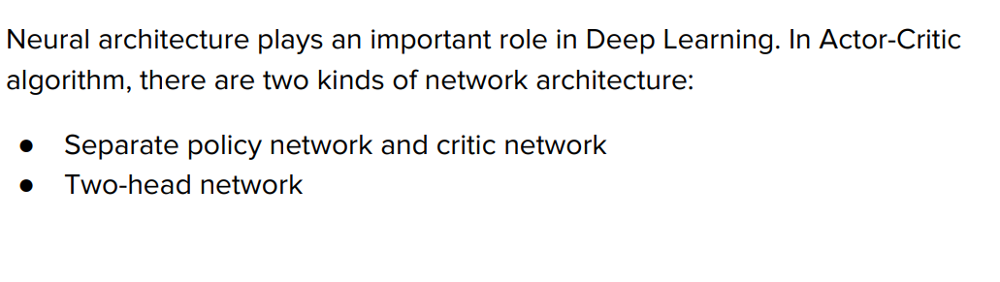 Neural architecture plays an important role in Deep Learning. In Actor-Critic
algorithm, there are two kinds of network architecture:
● Separate policy network and critic network
● Two-head network